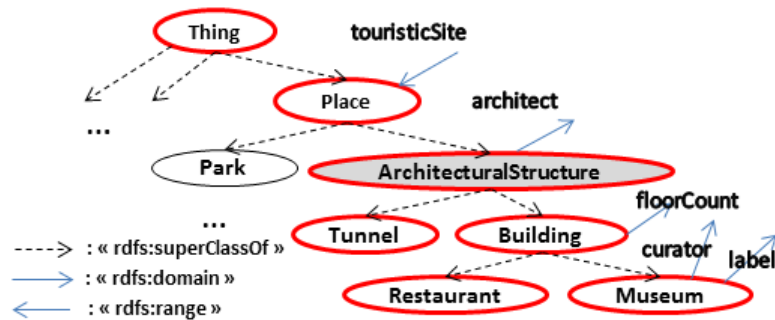 Thing
touristicSite
Place
architect
...
Park
ArchitecturalStructure
...
floorCount
Tunnel
Building
: « rdfs:superClassOf »
curator
label
: « rdfs:domain »
Restaurant
Museum
: « rdfs:range »